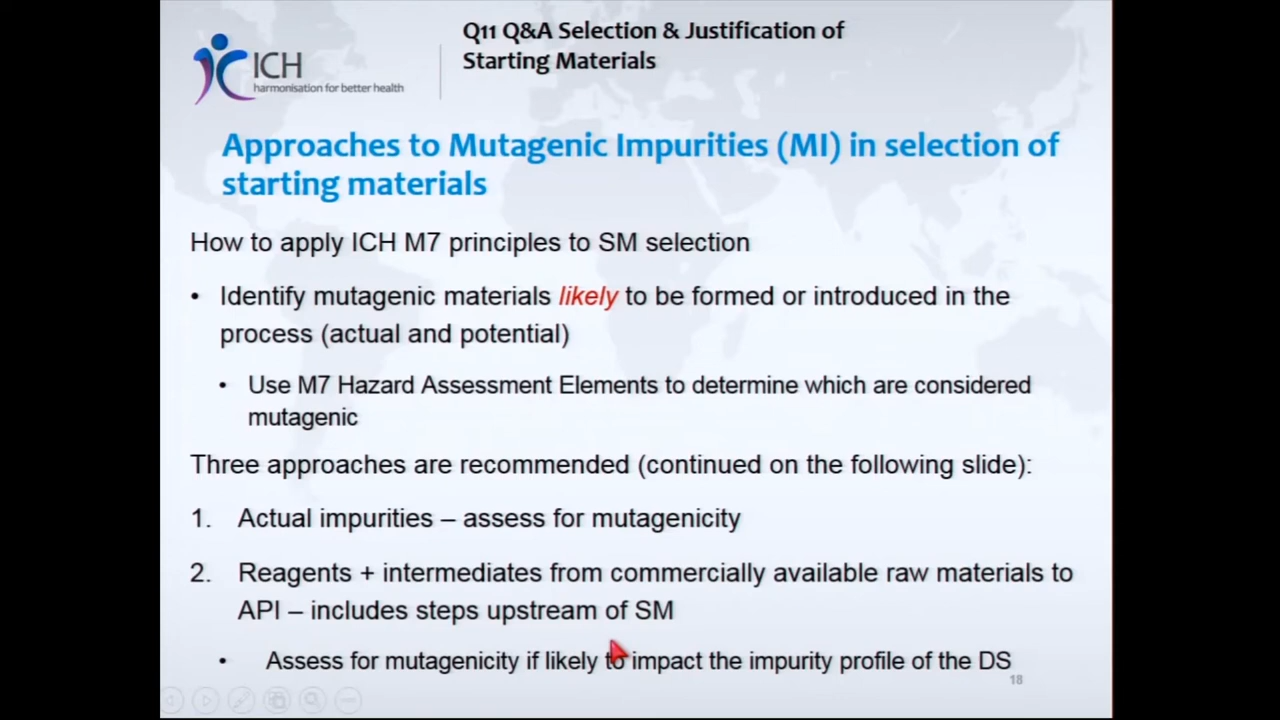 Q11 Q&A Selection & Justification of
Starting Materials
ICH
harmonisation for better health
Approaches to Mutagenic Impurities (MI) in selection of
starting materials
How to apply ICH M7 principles to SM selection
• Identify mutagenic materials likely to be formed or introduced in the
process (actual and potential)
• Use M7 Hazard Assessment Elements to determine which are considered
mutagenic
Three approaches are recommended (continued on the following slide):
1. Actual impurities – assess for mutagenicity
2. Reagents + intermediates from commercially available raw materials to
API – includes steps upstream of SM
• Assess for mutagenicity if likely to impact the impurity profile of the DS
18